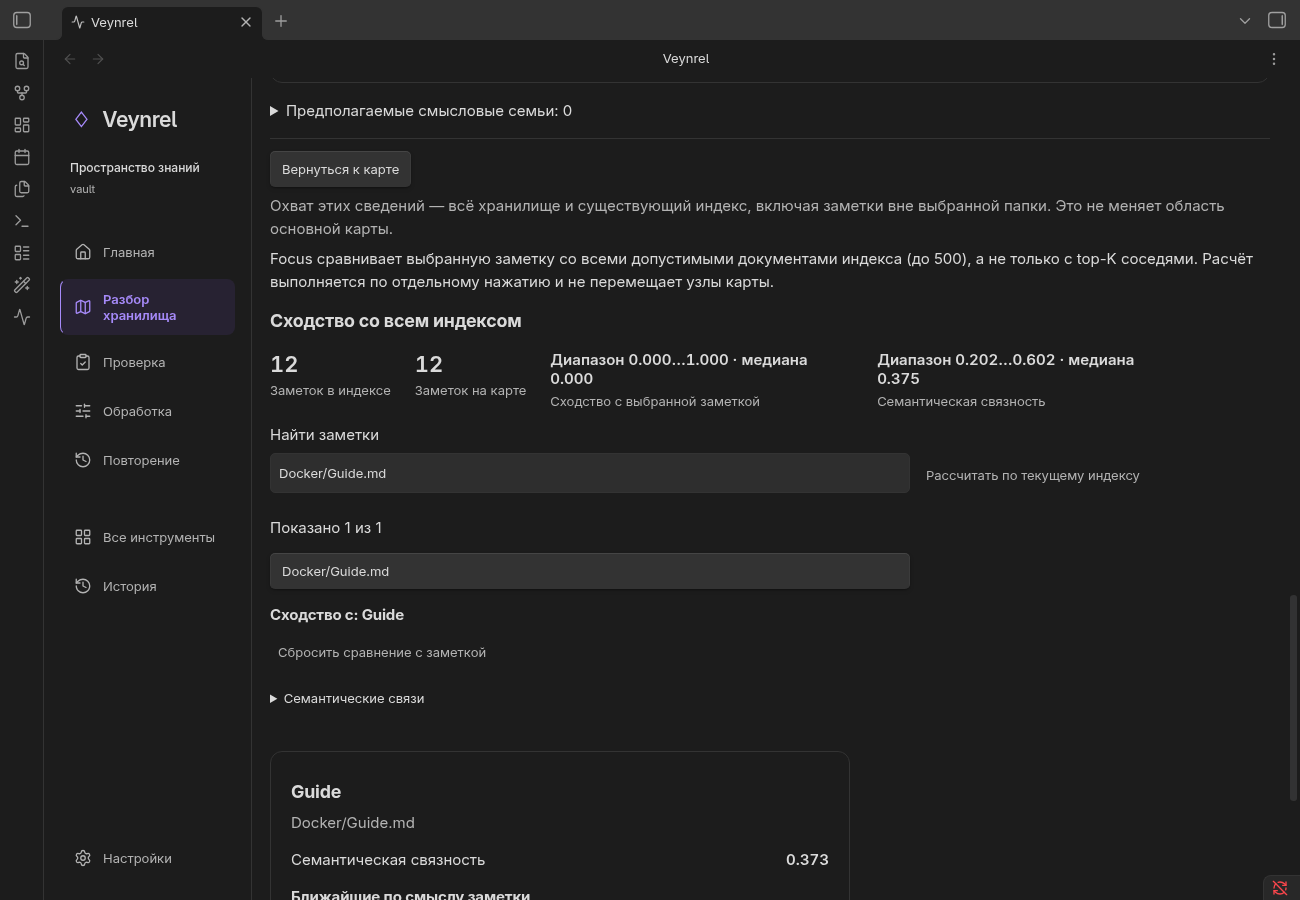 Veynrel
Veynrel
Veynrel
Пространство знаний
vault
Главная
Разбор
хранилища
Проверка
Обработка
Повторение
Все инструменты
История
Настройки
Предполагаемые смысловые семьи: 0
Вернуться к карте
Охват этих сведений — всё хранилище и существующий индекс, включая заметки вне выбранной папки. Это не меняет область
основной карты.
Focus сравнивает выбранную заметку со всеми допустимыми документами индекса (до 500), а не только с top-K соседями. Расчёт
выполняется по отдельному нажатию и не перемещает узлы карты.
Сходство со всем индексом
12
Заметок в индексе
12
Заметок на карте
Диапазон 0.000…1.000 · медиана
0.000
Сходство с выбранной заметкой
Диапазон 0.202…0.602 · медиана
0.375
Семантическая связность
Найти заметки
Docker/Guide.md
Рассчитать по текущему индексу
Показано 1 из 1
Docker/Guide.md
Сходство с: Guide
Сбросить сравнение с заметкой
Семантические связи
Guide
Docker/Guide.md
Семантическая связность
0.373
Ближайшие по смыслу заметки